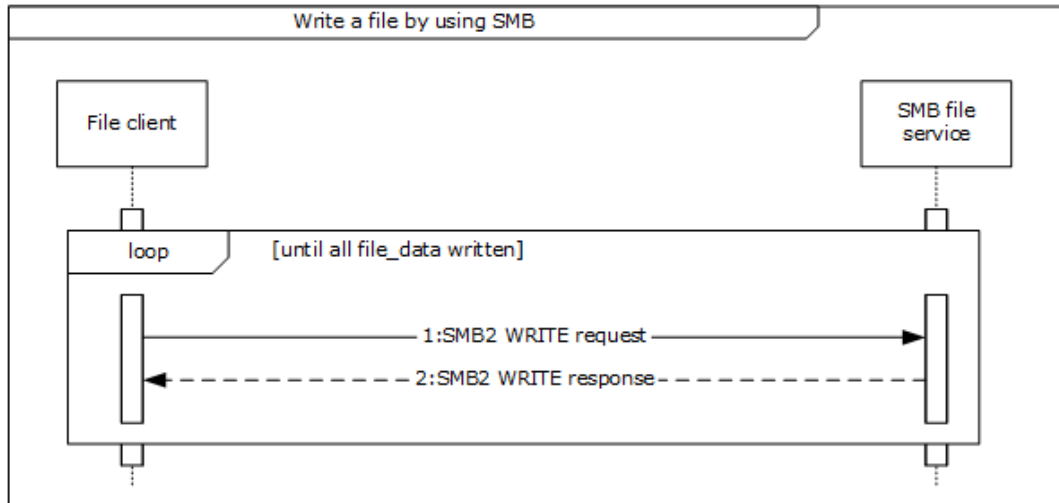 Write a file by using SMB
File client
SMB file
service
loop
[until all file_data written]
1:SMB2 WRITE request
2:SMB2 WRITE response